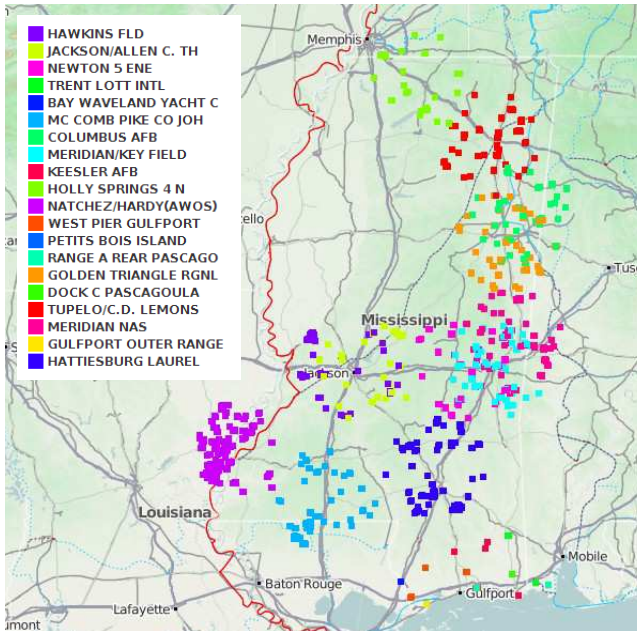 HAWKINS FLD
JACKSON/ALLEN C. TH
NEWTON 5 ENE
TRENT LOTT INTL
BAY WAVELAND YACHT C
MC COMB PIKE CO JOH
COLUMBUS AFB
MERIDIAN/KEY FIELD
KEESLER AFB
HOLLY SPRINGS 4 N
NATCHEZ/HARDY(AWOS)
WEST PIER GULFPORT
PETITS BOIS ISLAND
RANGE A REAR PASCAGO
GOLDEN TRIANGLE RGNL
DOCK C PASCAGOULA
TUPELO/C.D. LEMONS
MERIDIAN NAS
GULFPORT OUTER RANGE
HATTIESBURG LAUREL
Memphis
Tusc
Mississippi
Jackson
Louisiana
Mobile
Baton Rouge
Gulfport
Lafayette